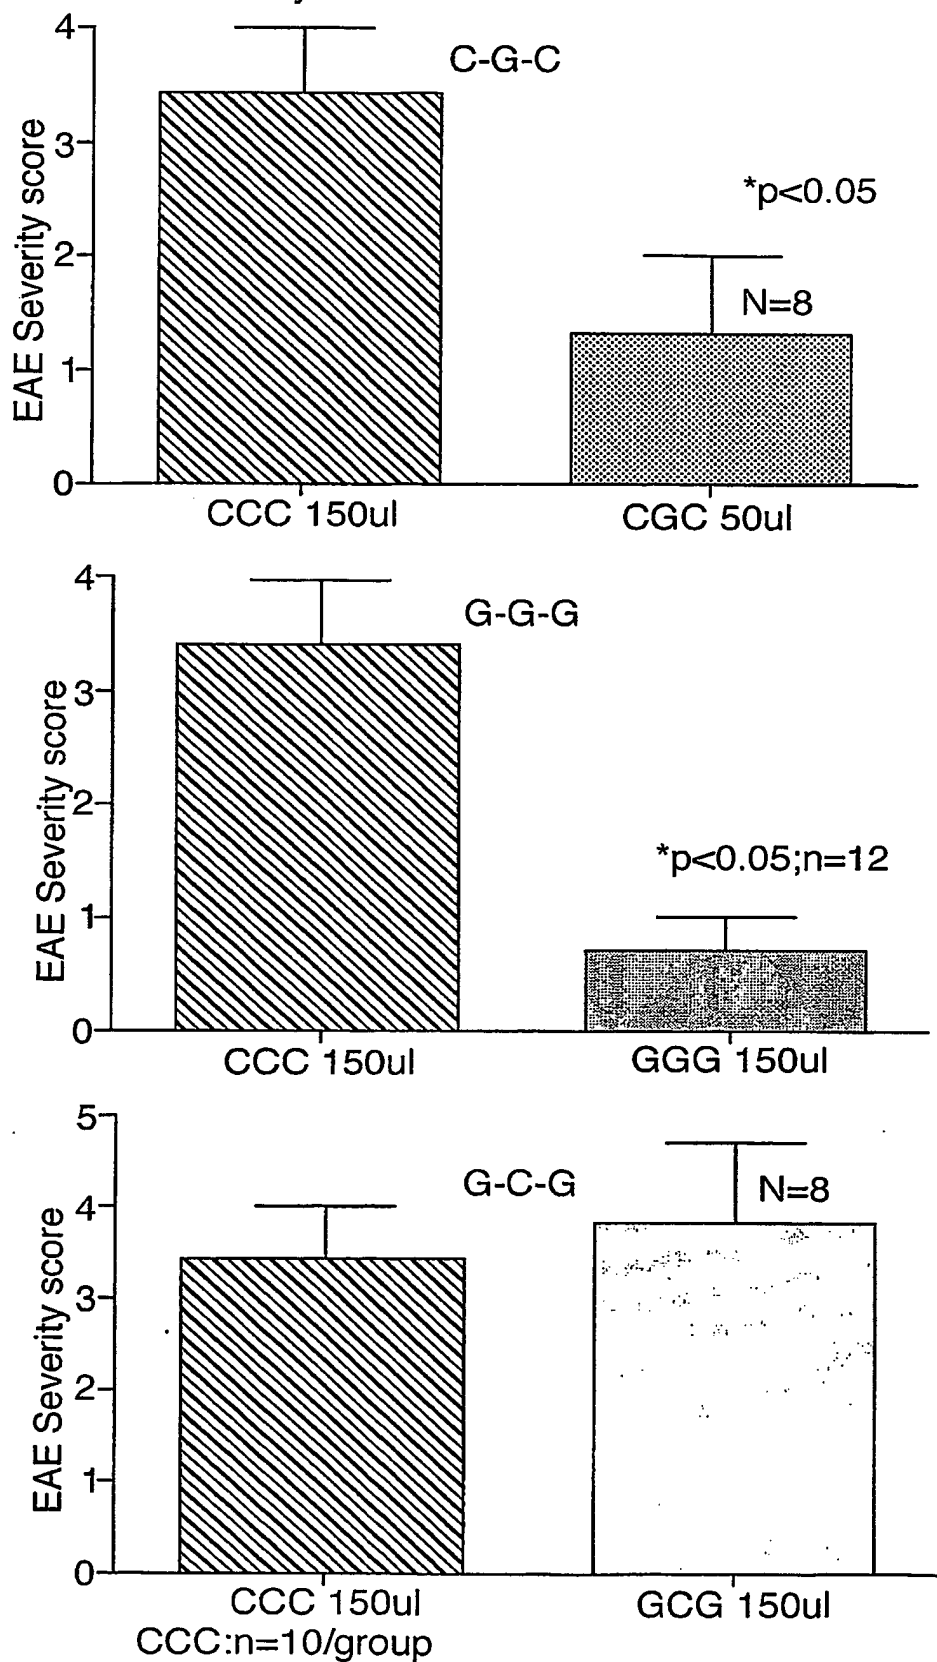 4
C-G-C
EAE Severity score
3
*p<0.05
2
N=8
1
0
CCC 150ul
CGC 50ul
4
G-G-G
EAE Severity score
3
2
*p<0.05;n=12
1
0
CCC 150ul
GGG 150ul
5
G-C-G
N=8
4
EAE Severity score
3
2
1
0
CCC 150ul
GCG 150ul
CCC:n=10/group